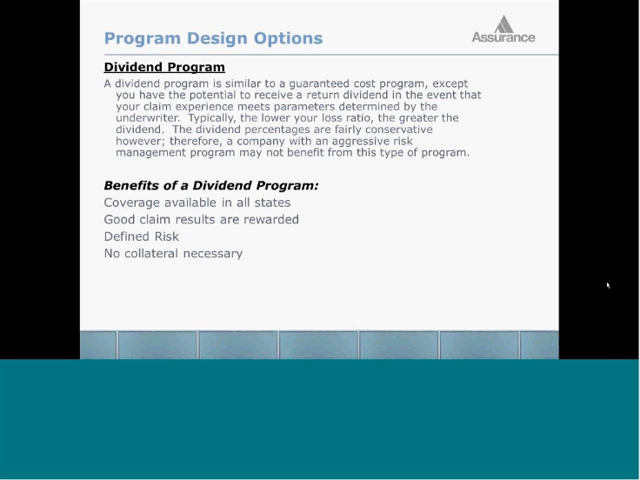 Program Design Options
Assurance
Dividend Program
A dividend program is similar to a guaranteed cost program, except
you have the potential to receive a return dividend in the event that
your claim experience meets parameters determined by the
underwriter. Typically, the lower your loss ratio, the greater the
dividend. The dividend percentages are fairly conservative
however; therefore, a company with an aggressive risk
management program may not benefit from this type of program.
Benefits of a Dividend Program:
Coverage available in all states
Good claim results are rewarded
Defined Risk
No collateral necessary